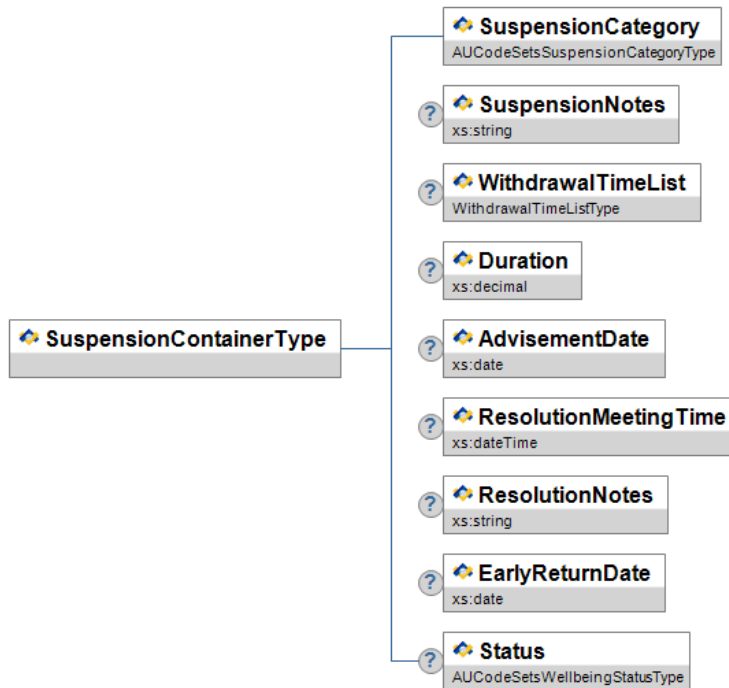 SuspensionCategory
AUCodeSetsSuspensionCategoryType
? SuspensionNotes
xs:string
? WithdrawalTimeList
WithdrawalTimeListType
? Duration
xs:decimal
SuspensionContainerType
? AdvisementDate
xs:date
? ResolutionMeetingTime
xs:dateTime
? ResolutionNotes
xs:string
? EarlyReturnDate
xs:date
? Status
AUCodeSetsWellbeingStatusType